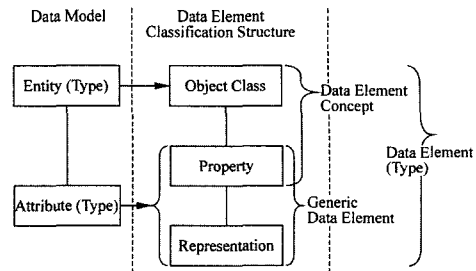 Data Model
Data Element
Classification Structure
Entity (Type)
Object Class
Data Element
Concept
Property
Data Element
(Type)
Attribute (Type)
Generic
Data Element
Representation